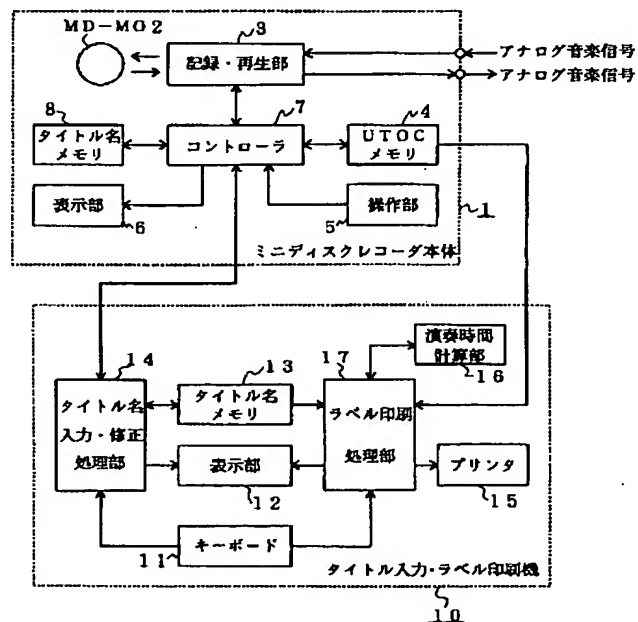 MD-MO2
3
記録・再生部
アナログ音楽信号
アナログ音楽信号
8
タイトル名
メモリ
7
コントローラ
4
UTOC
メモリ
表示部
6
5
操作部
1
ミニディスクレコーダ本体
14
タイトル名
入力・修正
処理部
13
タイトル名
メモリ
17
ラベル印刷
処理部
演奏時間
計算部
16
表示部
12
プリンタ
15
11
キーボード
タイトル入力・ラベル印刷機
10